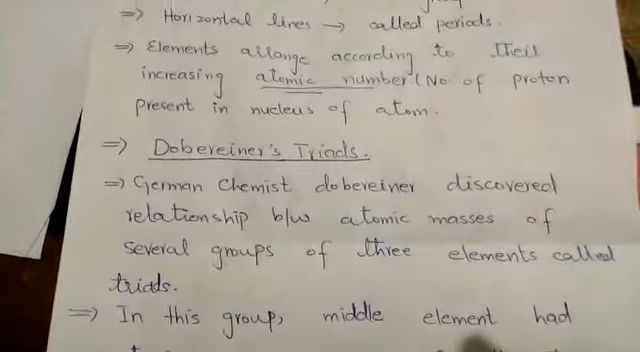 => Horizontal lines → called periods.
=> Elements allange according to their
increasing atomic number (No. of proton
present in nucleus of atom.
=> Dobereiner's Triads.
=> German chemist dobereiner discovered
relationship b/w atomic masses of
several groups of three elements called
triads.
=> In this group, middle element had